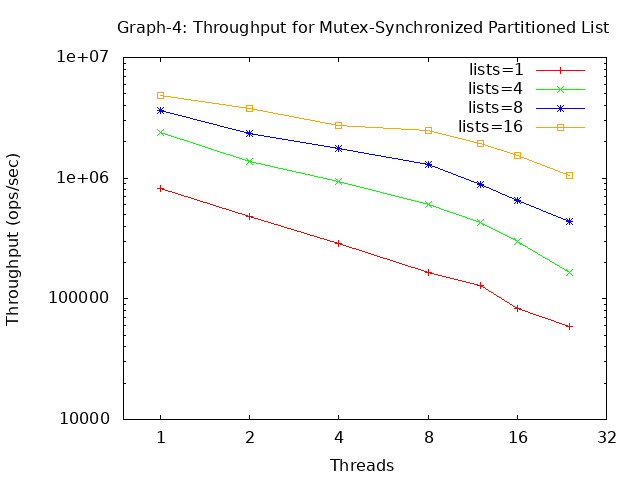 Graph-4: Throughput for Mutex-Synchronized Partitioned List
1e+07
1e+06
100000
10000
Throughput (ops/sec)
lists=1
lists=4
lists=8
lists=16
1 2 4 8 16 32
Threads